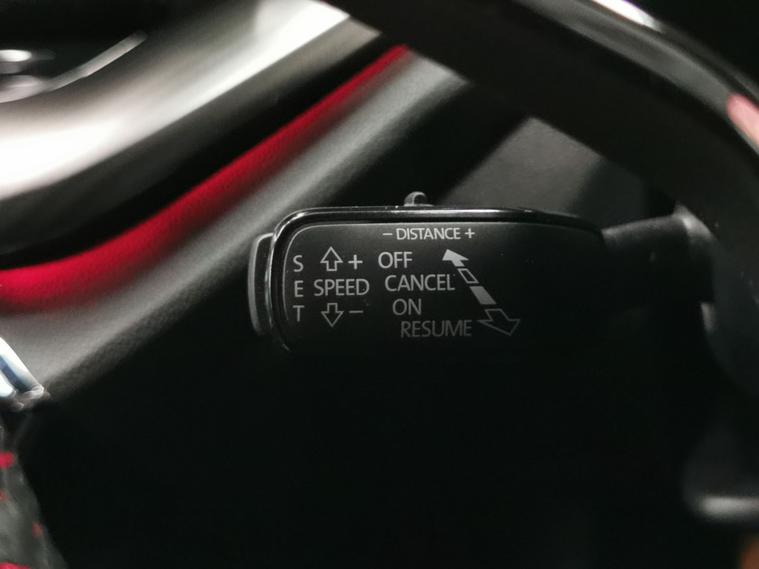 – DISTANCE +
S + OFF
E SPEED CANCEL
T – ON
RESUME